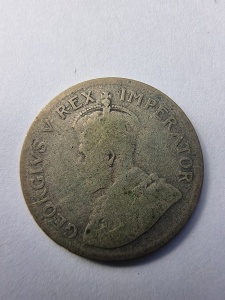 GEORGIVS V REX IMPERATOR